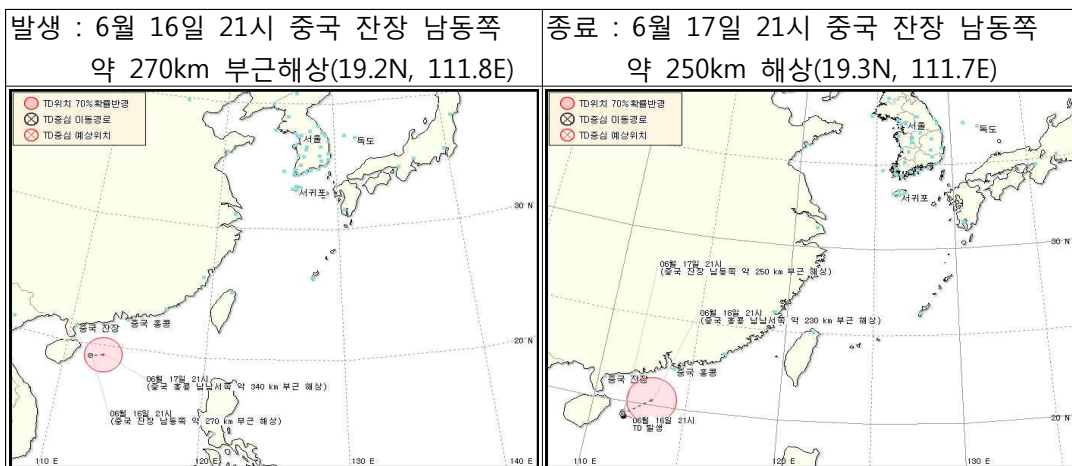 발생 : 6월 16일 21시 중국 잔장 남동쪽
약 270km 부근해상(19.2N, 111.8E)
종료 : 6월 17일 21시 중국 잔장 남동쪽
약 250km 해상(19.3N, 111.7E)
TD위치 70%확률반경
TD중심 이동경로
TD중심 예상위치
서울
독도
서귀포
30 N
중국 잔장
중국 홍콩
20 N
06월 17일 21시
(중국 홍콩 남남서쪽 약 340 km 부근 해상)
06월 16일 21시
(중국 잔장 남동쪽 약 270 km 부근 해상)
110 E
120 E
130 E
140 E
TD위치 70%확률반경
TD중심 이동경로
TD중심 예상위치
서울
독도
서귀포
30 N
06월 17일 21시
(중국 잔장 남동쪽 약 250 km 부근 해상)
06월 18일 21시
(중국 홍콩 남남서쪽 약 230 km 부근 해상)
중국 잔장
중국 홍콩
06월 16일 21시
TD 발생
20 N
110 E
120 E
130 E